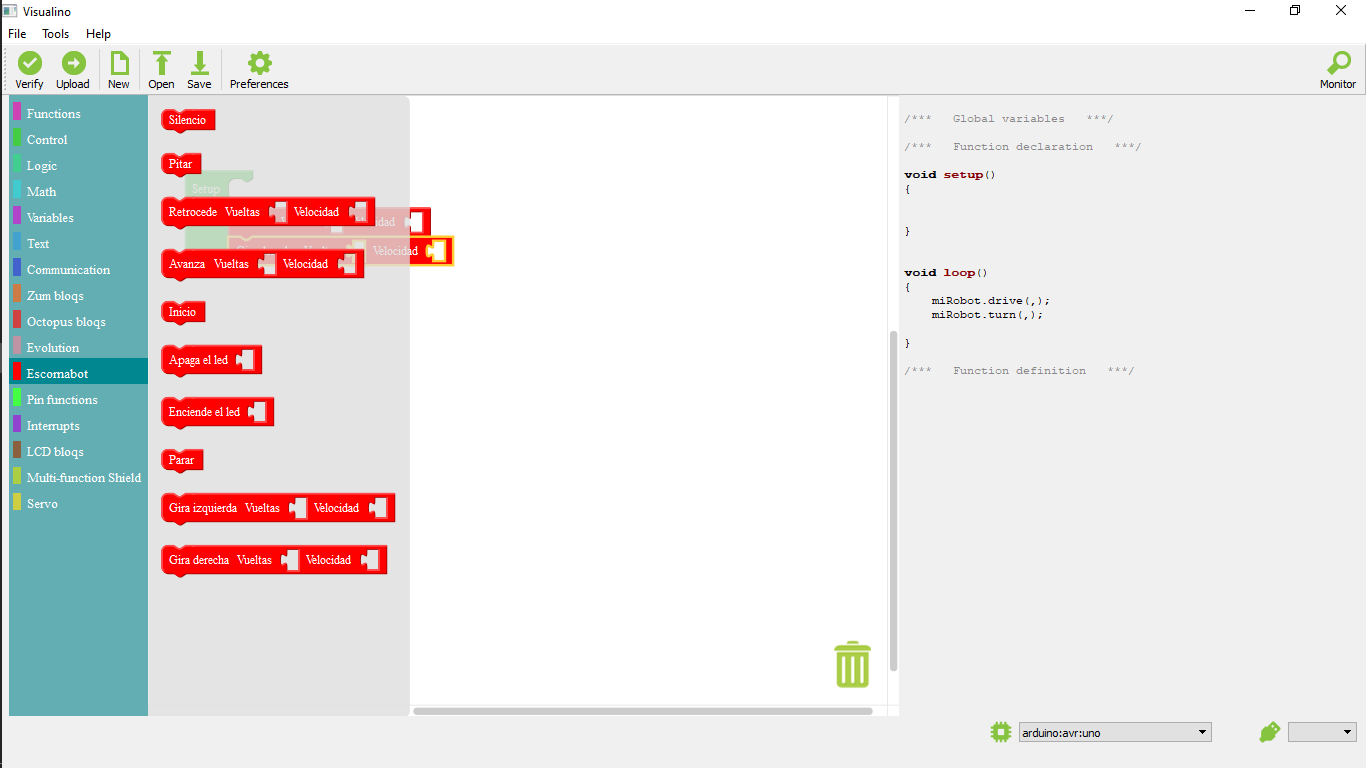 Visualino
File Tools Help
Verify Upload New Open Save Preferences Monitor
Functions
Control
Logic
Math
Variables
Text
Communication
Zum bloqs
Octopus bloqs
Evolution
Escornabot
Pin functions
Interrupts
LCD bloqs
Multi-function Shield
Servo
Silencio
Pitar
Setup
Retrocede Vueltas Velocidad
Velocidad
Avanza Vueltas Velocidad
Inicio
Apaga el led
Enciende el led
Parar
Gira izquierda Vueltas Velocidad
Gira derecha Vueltas Velocidad
/*** Global variables ***/
/*** Function declaration ***/
void setup()
{
}
void loop()
{
miRobot.drive(,);
miRobot.turn(,);
}
/*** Function definition ***/
arduino:avr:uno